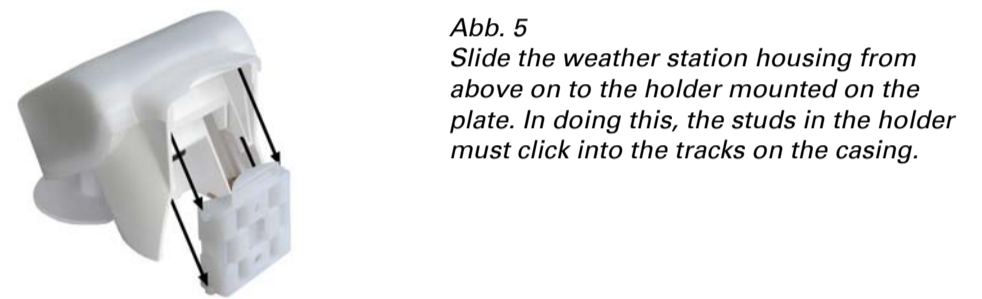 Abb. 5
Slide the weather station housing from
above on to the holder mounted on the
plate. In doing this, the studs in the holder
must click into the tracks on the casing.